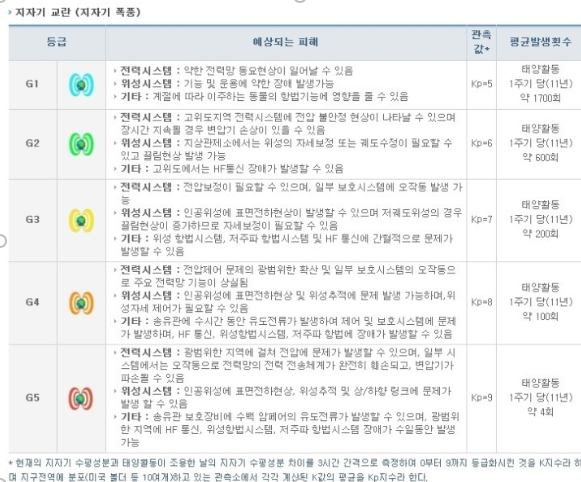 지자기 교란 (지자기 폭풍)
등급 예상되는 피해 관측값* 평균발생횟수
G1
전력시스템 : 약한 전력망 동요현상이 일어날 수 있음
위성시스템 : 기능 및 운용에 약한 장애 발생가능
기타 : 계절에 따라 이주하는 동물의 항법기능에 영향을 줄 수 있음
Kp=5
태양활동
1주기 당(11년)
약 1700회
G2
전력시스템 : 고위도지역 전력시스템에 전압 불안정 현상이 나타날 수 있으며
장시간 지속될 경우 변압기 손상이 있을 수 있음
위성시스템 : 지상관제소에서는 위성의 자세보정 또는 궤도수정이 필요할 수
있고 끌림현상 발생 가능
기타 : 고위도에서는 HF통신 장애가 발생할 수 있음
Kp=6
태양활동
1주기 당(11년)
약 600회
G3
전력시스템 : 전압보정이 필요할 수 있으며, 일부 보호시스템에 오작동 발생 가
능
위성시스템 : 인공위성에 표면전하현상이 발생할 수 있으며 저궤도위성의 경우
끌림현상이 증가하므로 자세보정이 필요할 수 있음
기타 : 위성 항법시스템, 저주파 항법시스템 및 HF 통신에 간헐적으로 문제가
발생할 수 있음
Kp=7
태양활동
1주기 당(11년)
약 200회
G4
전력시스템 : 전압제어 문제의 광범위한 확산 및 일부 보호시스템의 오작동으
로 주요 전력망 기능이 상실됨
위성시스템 : 인공위성에 표면전하현상 및 위성추적에 문제 발생 가능하며,위
성자세 제어가 필요할 수 있음
기타 : 송유관에 수시간 동안 유도전류가 발생하여 제어 및 보호시스템에 문제
가 발생하며, HF 통신, 위성항법시스템, 저주파 항법에 장애가 발생할 수 있음
Kp=8
태양활동
1주기 당(11년)
약 100회
G5
전력시스템 : 광범위한 지역에 걸쳐 전압에 문제가 발생할 수 있으며, 일부 시
스템에서는 오작동으로 전력망의 전력 전송체계가 완전히 훼손되고, 변압기가
파손될 수 있음
위성시스템 : 인공위성에 표면전하현상, 위성추적 및 상/하향 링크에 문제가
발생 할 수 있음
기타 : 송유관 보호장비에 수백 암페어의 유도전류가 발생할 수 있으며, 광범위
한 지역에 HF 통신, 위성항법시스템, 저주파 항법시스템 장애가 수일동안 발생
가능
Kp=9
태양활동
1주기 당(11년)
약 4회
* 현재의 지자기 수평성분과 태양활동이 조용한 날의 지자기 수평성분 차이를 3시간 간격으로 측정하여 0부터 9까지 등급화시킨 것을 K지수라 하
며 지구전역에 분포(미국 볼더 등 10여개)하고 있는 관측소에서 각각 계산된 K값의 평균을 Kp지수라 한다.